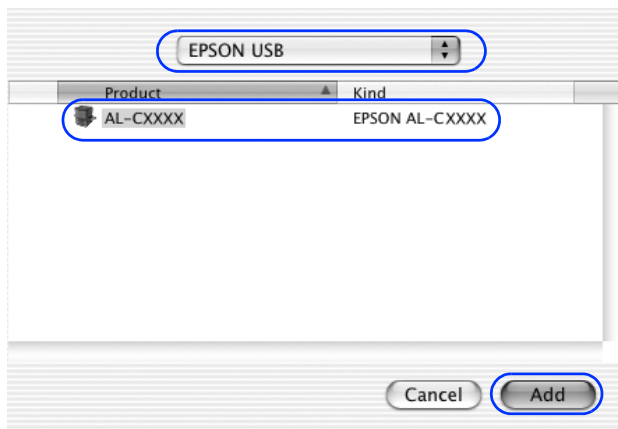 EPSON USB
Product Kind
AL-CXXXX EPSON AL-CXXXX
Cancel Add